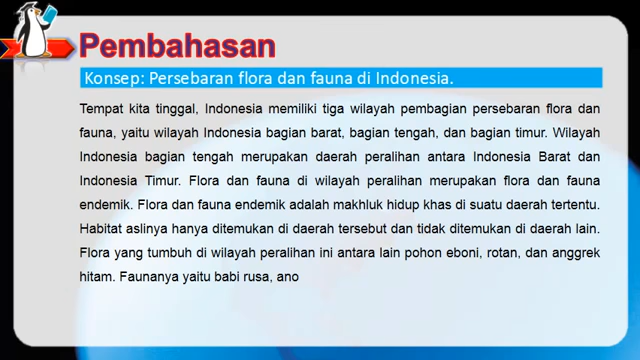 Pembahasan
Konsep: Persebaran flora dan fauna di Indonesia.
Tempat kita tinggal, Indonesia memiliki tiga wilayah pembagian persebaran flora dan
fauna, yaitu wilayah Indonesia bagian barat, bagian tengah, dan bagian timur. Wilayah
Indonesia bagian tengah merupakan daerah peralihan antara Indonesia Barat dan
Indonesia Timur. Flora dan fauna di wilayah peralihan merupakan flora dan fauna
endemik. Flora dan fauna endemik adalah makhluk hidup khas di suatu daerah tertentu.
Habitat aslinya hanya ditemukan di daerah tersebut dan tidak ditemukan di daerah lain.
Flora yang tumbuh di wilayah peralihan ini antara lain pohon eboni, rotan, dan anggrek
hitam. Faunanya yaitu babi rusa, ano